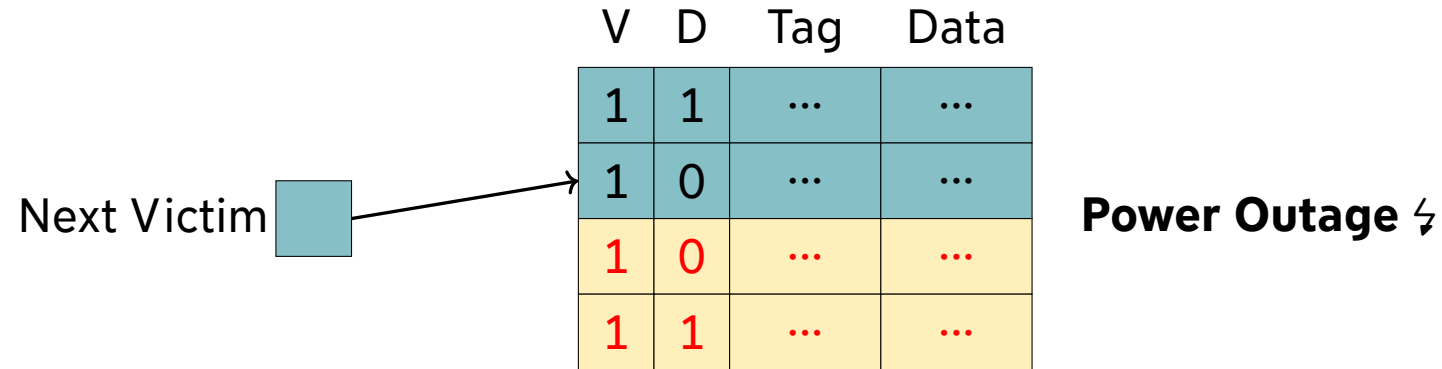 V D Tag Data
1 1 ... ...
1 0 ... ...
Next Victim
1 0 ... ...
Power Outage ↯
1 1 ... ...